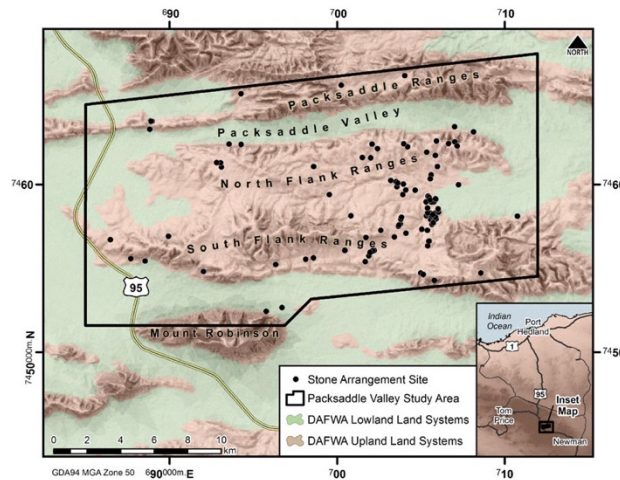 690
700
710
NORTH
Packsaddle Ranges
Packsaddle Valley
7460
North Flank Ranges
7460
South Flank Ranges
95
Mount Robinson
7450000m.N
7450
Stone Arrangement Site
Packsaddle Valley Study Area
DAFWA Lowland Land Systems
DAFWA Upland Land Systems
Indian
Ocean
Port
Hedland
1
95
Tom
Price
Inset
Map
Newman
0 2 4 6 8 10
km
GDA94 MGA Zone 50
690
E
700
710